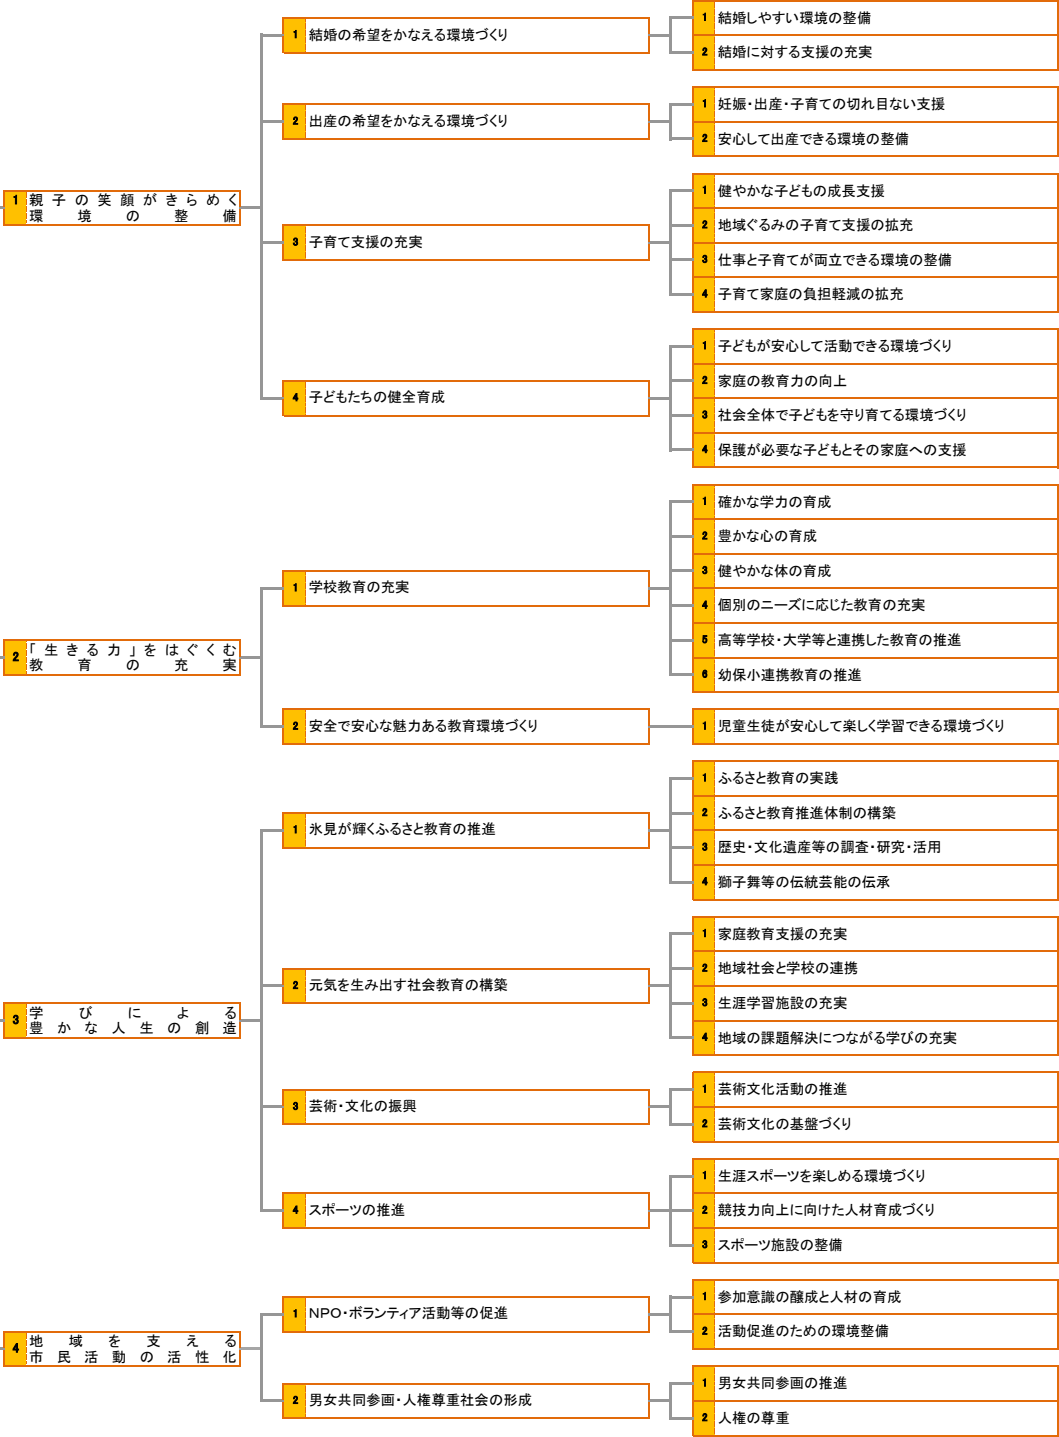 1 親子の笑顔がきらめく
環境の整備
1 結婚の希望をかなえる環境づくり
1 結婚しやすい環境の整備
2 結婚に対する支援の充実
2 出産の希望をかなえる環境づくり
1 妊娠・出産・子育ての切れ目ない支援
2 安心して出産できる環境の整備
3 子育て支援の充実
1 健やかな子どもの成長支援
2 地域ぐるみの子育て支援の拡充
3 仕事と子育てが両立できる環境の整備
4 子育て家庭の負担軽減の拡充
4 子どもたちの健全育成
1 子どもが安心して活動できる環境づくり
2 家庭の教育力の向上
3 社会全体で子どもを守り育てる環境づくり
4 保護が必要な子どもとその家庭への支援
2 「生きる力」をはぐくむ
教育の充実
1 学校教育の充実
1 確かな学力の育成
2 豊かな心の育成
3 健やかな体の育成
4 個別のニーズに応じた教育の充実
5 高等学校・大学等と連携した教育の推進
6 幼保小連携教育の推進
2 安全で安心な魅力ある教育環境づくり
1 児童生徒が安心して楽しく学習できる環境づくり
3 学びによる
豊かな人生の創造
1 氷見が輝くふるさと教育の推進
1 ふるさと教育の実践
2 ふるさと教育推進体制の構築
3 歴史・文化遺産等の調査・研究・活用
4 獅子舞等の伝統芸能の伝承
2 元気を生み出す社会教育の構築
1 家庭教育支援の充実
2 地域社会と学校の連携
3 生涯学習施設の充実
4 地域の課題解決につながる学びの充実
3 芸術・文化の振興
1 芸術文化活動の推進
2 芸術文化の基盤づくり
4 スポーツの推進
1 生涯スポーツを楽しめる環境づくり
2 競技力向上に向けた人材育成づくり
3 スポーツ施設の整備
4 地域を支える
市民活動の活性化
1 NPO・ボランティア活動等の促進
1 参加意識の醸成と人材の育成
2 活動促進のための環境整備
2 男女共同参画・人権尊重社会の形成
1 男女共同参画の推進
2 人権の尊重